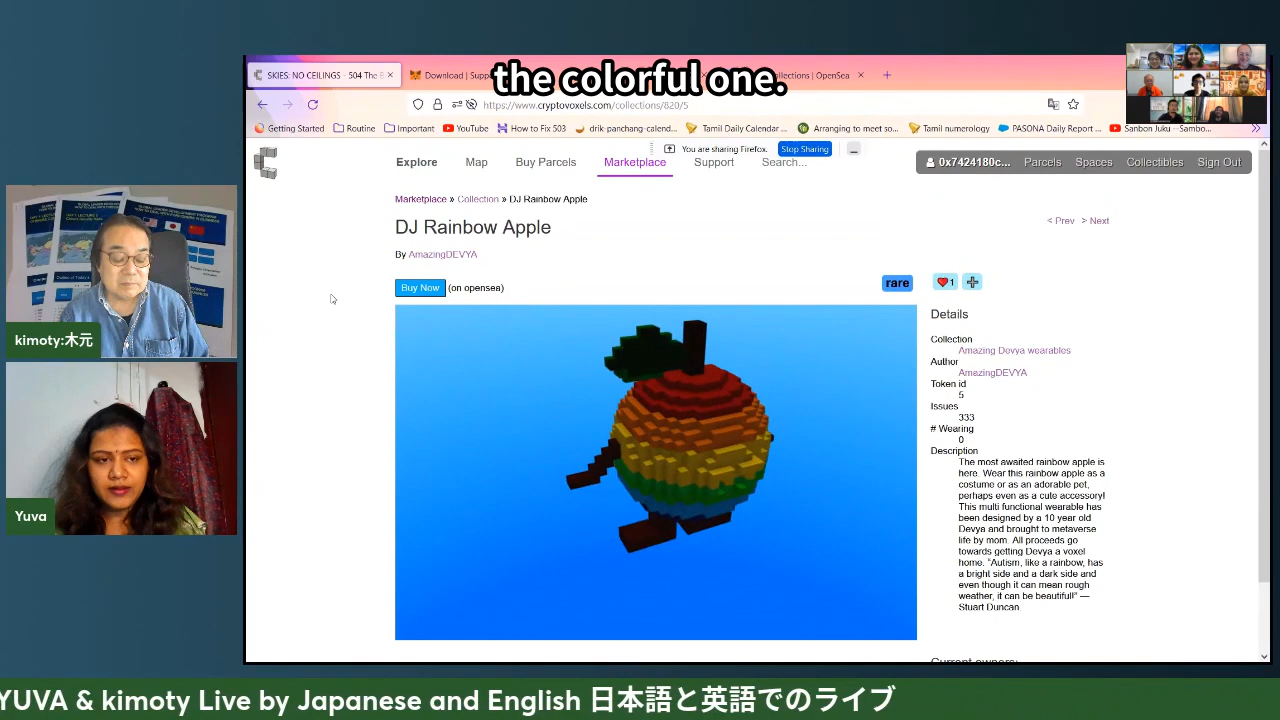 SKIES: NO CEILINGS - 504 The B
Download | Supp
the colorful one.
ollections | OpenSea
https://www.cryptovoxels.com/collections/820/5
Getting Started
Routine
Important
YouTube
How to Fix 503
drik-panchang-calend...
Tamil Daily Calendar ...
Arranging to meet so...
Tamil numerology
PASONA Daily Report ...
Sanbon Juku -- Sambo...
You are sharing Firefox.
Stop Sharing
Explore
Map
Buy Parcels
Marketplace
Support
Search...
0x7424180c...
Parcels
Spaces
Collectibles
Sign Out
Marketplace » Collection » DJ Rainbow Apple
DJ Rainbow Apple
< Prev > Next
By AmazingDEVYA
Buy Now (on opensea)
rare
1
Details
Collection
Amazing Devya wearables
Author
AmazingDEVYA
Token id
5
Issues
333
# Wearing
0
Description
The most awaited rainbow apple is
here. Wear this rainbow apple as a
costume or as an adorable pet,
perhaps even as a cute accessory!
This multi functional wearable has
been designed by a 10 year old
Devya and brought to metaverse
life by mom. All proceeds go
towards getting Devya a voxel
home. "Autism, like a rainbow, has
a bright side and a dark side and
even though it can mean rough
weather, it can be beautiful!" —
Stuart Duncan.
Current owners:
kimoty:木元
Yuva
YUVA & kimoty Live by Japanese and English 日本語と英語でのライブ